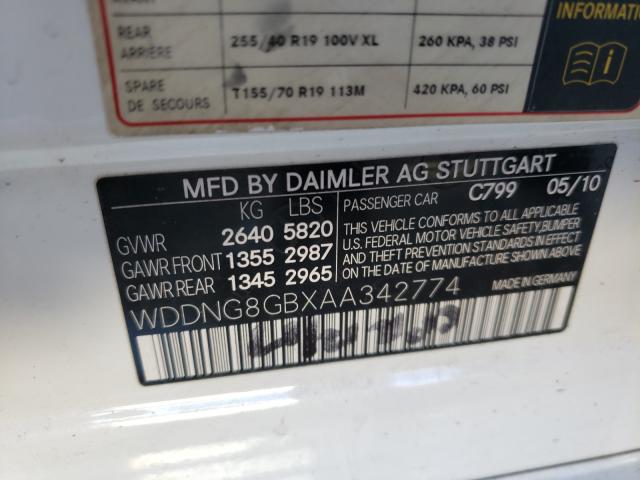 INFORMATI
REAR
ARRIÈRE
255/40 R19 100V XL
260 KPA, 38 PSI
SPARE
DE SECOURS
T155/70 R19 113M
420 KPA, 60 PSI
MFD BY DAIMLER AG STUTTGART
KG LBS
GVWR 2640 5820
GAWR FRONT 1355 2987
GAWR REAR 1345 2965
PASSENGER CAR C799 05/10
THIS VEHICLE CONFORMS TO ALL APPLICABLE
U.S. FEDERAL MOTOR VEHICLE SAFETY, BUMPER
AND THEFT PREVENTION STANDARDS IN EFFECT
ON THE DATE OF MANUFACTURE SHOWN ABOVE.
MADE IN GERMANY
WDDNG8GBXAA342774